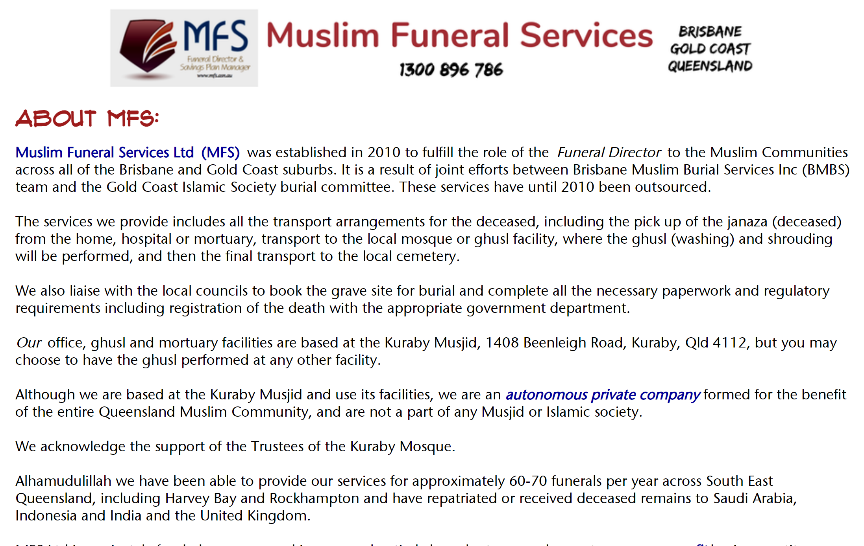 MFS
Funeral Director &
Savings Plan Manager
www.mfs.com.au
Muslim Funeral Services
1300 896 786
BRISBANE
GOLD COAST
QUEENSLAND
ABOUT MFS:
Muslim Funeral Services Ltd (MFS) was established in 2010 to fulfill the role of the Funeral Director to the Muslim Communities
across all of the Brisbane and Gold Coast suburbs. It is a result of joint efforts between Brisbane Muslim Burial Services Inc (BMBS)
team and the Gold Coast Islamic Society burial committee. These services have until 2010 been outsourced.
The services we provide includes all the transport arrangements for the deceased, including the pick up of the janaza (deceased)
from the home, hospital or mortuary, transport to the local mosque or ghusl facility, where the ghusl (washing) and shrouding
will be performed, and then the final transport to the local cemetery.
We also liaise with the local councils to book the grave site for burial and complete all the necessary paperwork and regulatory
requirements including registration of the death with the appropriate government department.
Our office, ghusl and mortuary facilities are based at the Kuraby Musjid, 1408 Beenleigh Road, Kuraby, Qld 4112, but you may
choose to have the ghusl performed at any other facility.
Although we are based at the Kuraby Musjid and use its facilities, we are an autonomous private company formed for the benefit
of the entire Queensland Muslim Community, and are not a part of any Musjid or Islamic society.
We acknowledge the support of the Trustees of the Kuraby Mosque.
Alhamudulillah we have been able to provide our services for approximately 60-70 funerals per year across South East
Queensland, including Harvey Bay and Rockhampton and have repatriated or received deceased remains to Saudi Arabia,
Indonesia and India and the United Kingdom.